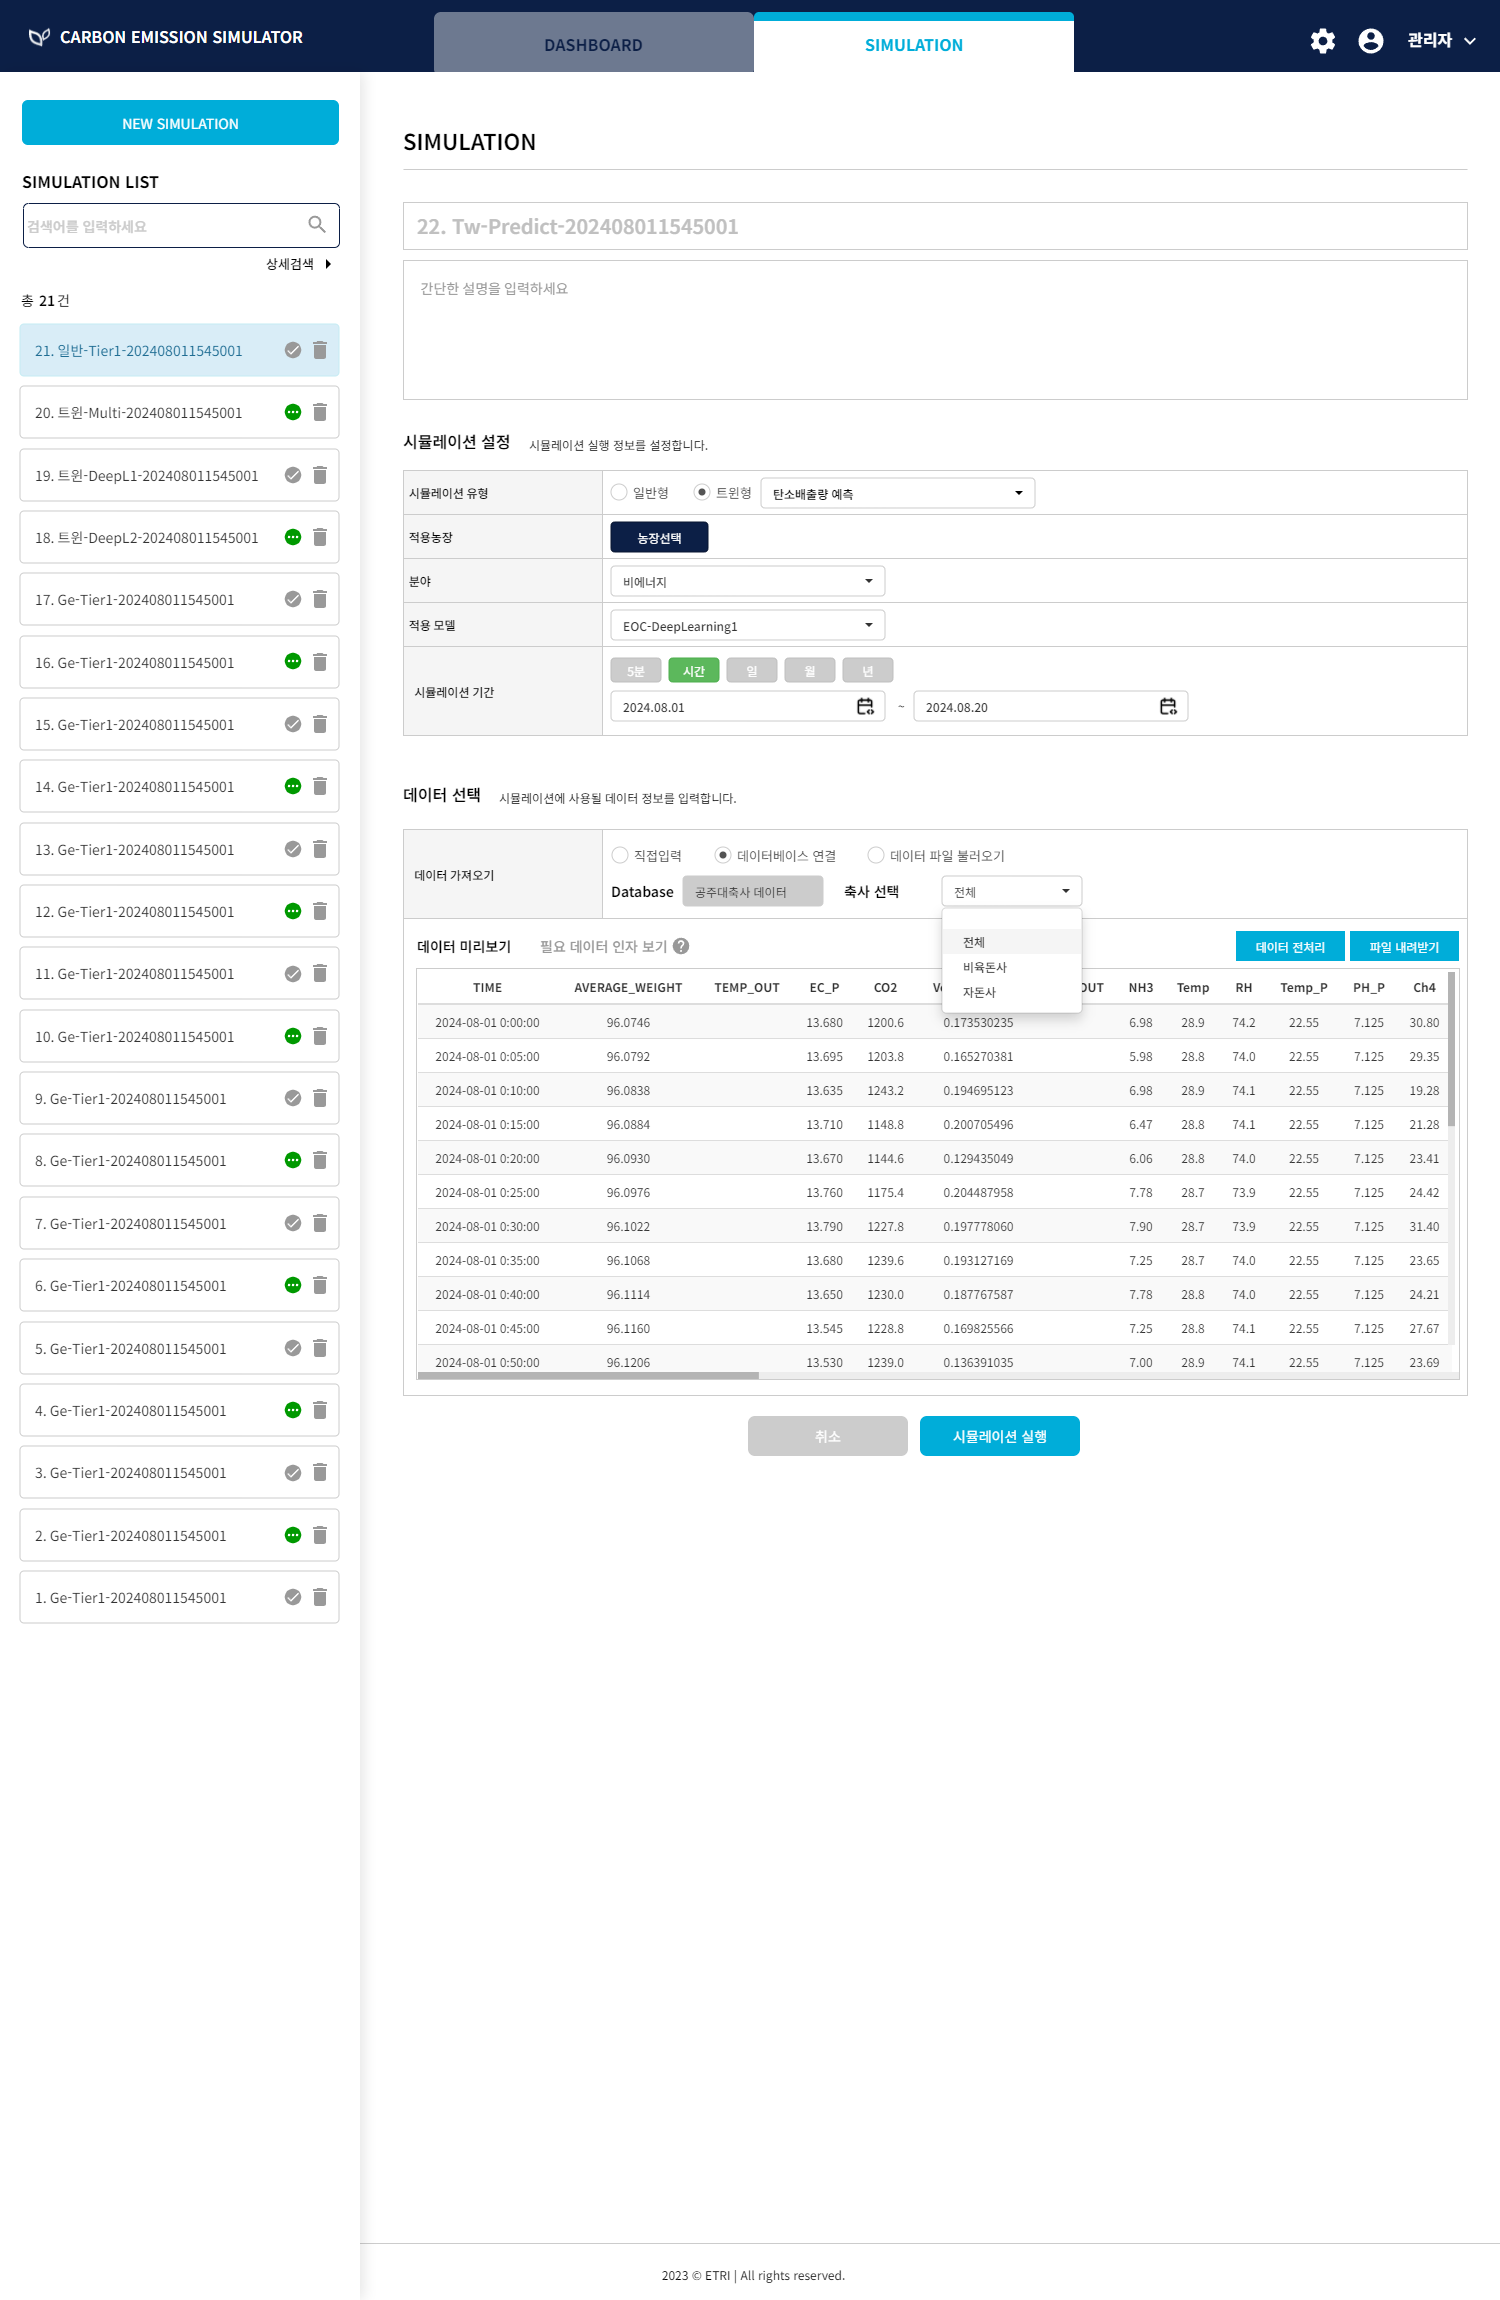 CARBON EMISSION SIMULATOR
DASHBOARD
SIMULATION
관리자
NEW SIMULATION
SIMULATION LIST
검색어를 입력하세요
상세검색
총 21건
21. 일반-Tier1-202408011545001
20. 트윈-Multi-202408011545001
19. 트윈-DeepL1-202408011545001
18. 트윈-DeepL2-202408011545001
17. Ge-Tier1-202408011545001
16. Ge-Tier1-202408011545001
15. Ge-Tier1-202408011545001
14. Ge-Tier1-202408011545001
13. Ge-Tier1-202408011545001
12. Ge-Tier1-202408011545001
11. Ge-Tier1-202408011545001
10. Ge-Tier1-202408011545001
9. Ge-Tier1-202408011545001
8. Ge-Tier1-202408011545001
7. Ge-Tier1-202408011545001
6. Ge-Tier1-202408011545001
5. Ge-Tier1-202408011545001
4. Ge-Tier1-202408011545001
3. Ge-Tier1-202408011545001
2. Ge-Tier1-202408011545001
1. Ge-Tier1-202408011545001
SIMULATION
22. Tw-Predict-202408011545001
간단한 설명을 입력하세요
시뮬레이션 설정 시뮬레이션 실행 정보를 설정합니다.
시뮬레이션 유형 일반형 트윈형 탄소배출량 예측
적용농장 농장선택
분야 비에너지
적용 모델 EOC-DeepLearning1
시뮬레이션 기간 5분 시간 일 월 년
2024.08.01 ~ 2024.08.20
데이터 선택 시뮬레이션에 사용될 데이터 정보를 입력합니다.
데이터 가져오기 직접입력 데이터베이스 연결 데이터 파일 불러오기
Database 공주대축사 데이터 축사 선택 전체
전체
비육돈사
자돈사
데이터 미리보기 필요 데이터 인자 보기 데이터 전처리 파일 내려받기
TIME AVERAGE_WEIGHT TEMP_OUT EC_P CO2 OUT NH3 Temp RH Temp_P PH_P Ch4
2024-08-01 0:00:00 96.0746 13.680 1200.6 0.173530235 6.98 28.9 74.2 22.55 7.125 30.80
2024-08-01 0:05:00 96.0792 13.695 1203.8 0.165270381 5.98 28.8 74.0 22.55 7.125 29.35
2024-08-01 0:10:00 96.0838 13.635 1243.2 0.194695123 6.98 28.9 74.1 22.55 7.125 19.28
2024-08-01 0:15:00 96.0884 13.710 1148.8 0.200705496 6.47 28.8 74.1 22.55 7.125 21.28
2024-08-01 0:20:00 96.0930 13.670 1144.6 0.129435049 6.06 28.8 74.0 22.55 7.125 23.41
2024-08-01 0:25:00 96.0976 13.760 1175.4 0.204487958 7.78 28.7 73.9 22.55 7.125 24.42
2024-08-01 0:30:00 96.1022 13.790 1227.8 0.197778060 7.90 28.7 73.9 22.55 7.125 31.40
2024-08-01 0:35:00 96.1068 13.680 1239.6 0.193127169 7.25 28.7 74.0 22.55 7.125 23.65
2024-08-01 0:40:00 96.1114 13.650 1230.0 0.187767587 7.78 28.8 74.0 22.55 7.125 24.21
2024-08-01 0:45:00 96.1160 13.545 1228.8 0.169825566 7.25 28.8 74.1 22.55 7.125 27.67
2024-08-01 0:50:00 96.1206 13.530 1239.0 0.136391035 7.00 28.9 74.1 22.55 7.125 23.69
취소 시뮬레이션 실행
2023 © ETRI | All rights reserved.